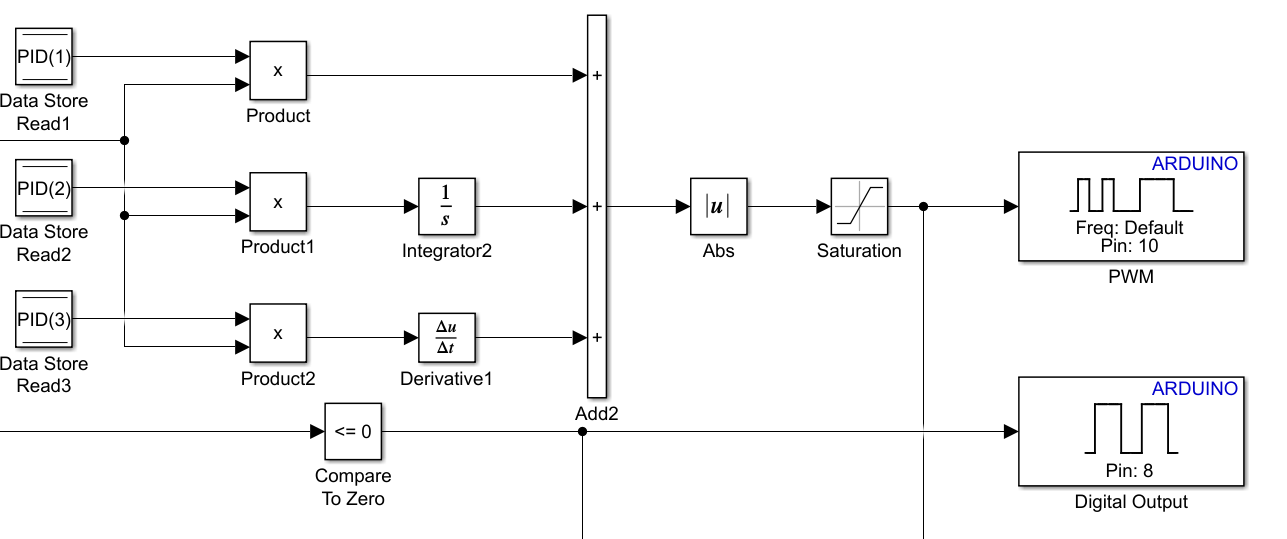 PID(1)
Data Store
Read1
x
Product
+
PID(2)
Data Store
Read2
x
Product1
1
s
Integrator2
+
|u|
Abs
Saturation
ARDUINO
Freq: Default
Pin: 10
PWM
PID(3)
Data Store
Read3
x
Product2
Δu
Δt
Derivative1
+
Add2
<= 0
Compare
To Zero
ARDUINO
Pin: 8
Digital Output